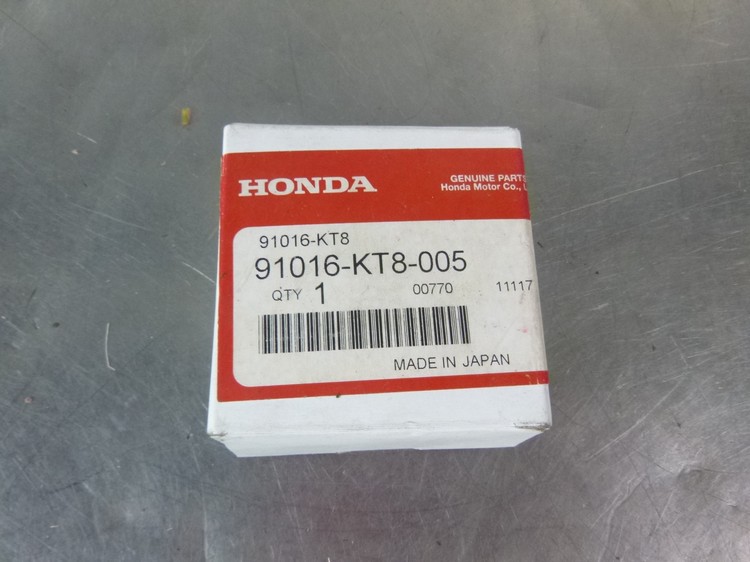 HONDA
GENUINE PARTS
Honda Motor Co.,
91016-KT8
91016-KT8-005
QTY 1 00770 11117
MADE IN JAPAN